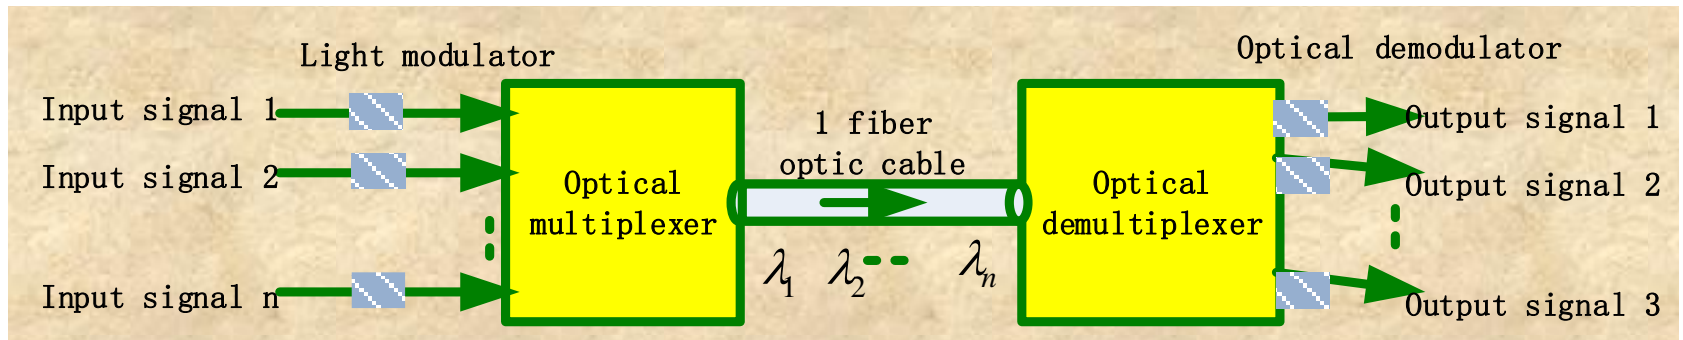 Light modulator
Optical demodulator
Input signal 1
Input signal 2
Input signal n
Optical
multiplexer
1 fiber
optic cable
λ1 λ2 λn
Optical
demultiplexer
Output signal 1
Output signal 2
Output signal 3